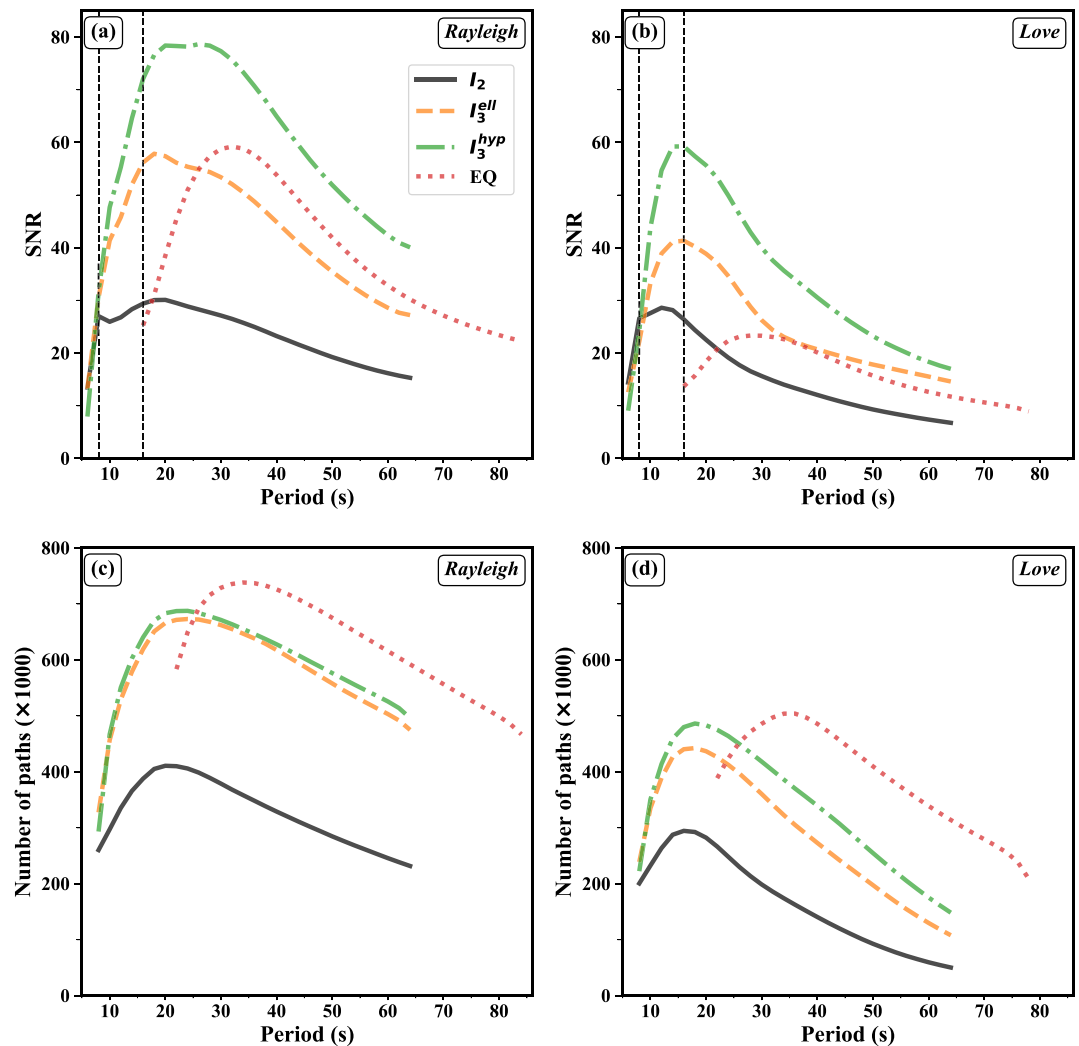 (a) Rayleigh
80
60
40
20
0
SNR
I₂
I₃ᵉˡˡ
I₃ʰʸᵖ
EQ
10 20 30 40 50 60 70 80
Period (s)
(b) Love
80
60
40
20
0
SNR
10 20 30 40 50 60 70 80
Period (s)
(c) Rayleigh
800
600
400
200
0
Number of paths (×1000)
10 20 30 40 50 60 70 80
Period (s)
(d) Love
800
600
400
200
0
Number of paths (×1000)
10 20 30 40 50 60 70 80
Period (s)